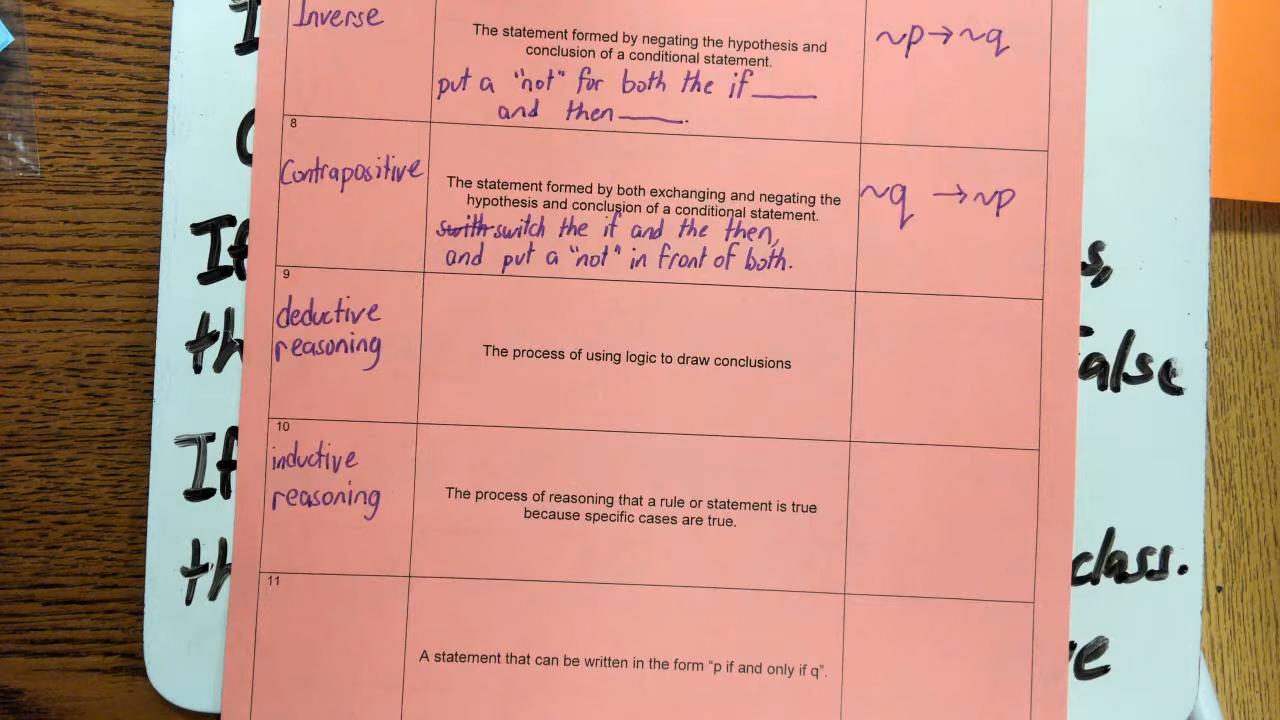 Inverse
The statement formed by negating the hypothesis and
conclusion of a conditional statement.
put a "not" for both the if____
and then____.
~p→~q
8
Contrapositive
The statement formed by both exchanging and negating the
hypothesis and conclusion of a conditional statement.
switch the if and the then,
and put a "not" in front of both.
~q →~p
9
deductive
reasoning
The process of using logic to draw conclusions
10
inductive
reasoning
The process of reasoning that a rule or statement is true
because specific cases are true.
11
A statement that can be written in the form “p if and only if q”.
If
th
s,
alse
If
th
class.
e